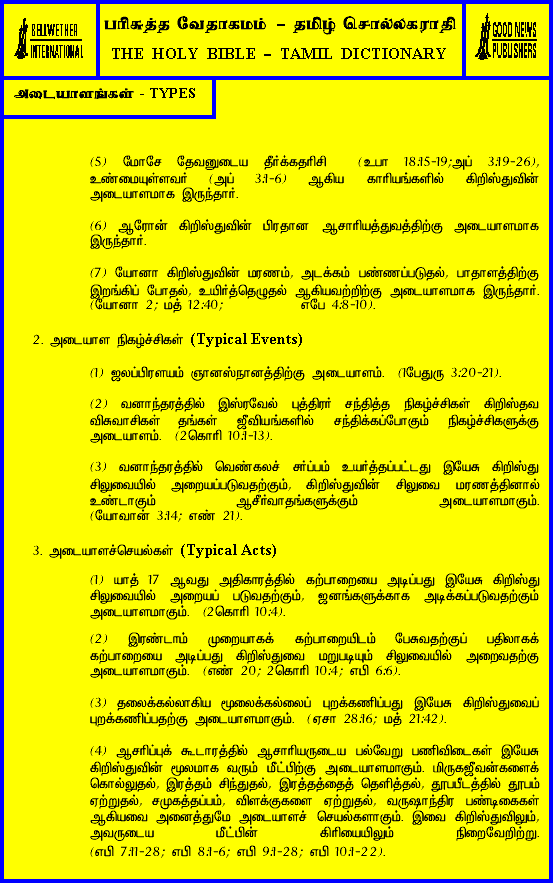 BELLWETHER
INTERNATIONAL
பரிசுத்த வேதாகமம் – தமிழ் சொல்லகராதி
THE HOLY BIBLE – TAMIL DICTIONARY
GOOD NEWS
PUBLISHERS
அடையாளங்கள் - TYPES
(5) மோசே தேவனுடைய தீர்க்கதரிசி (உபா 18:15-19;அப் 3:19-26),
உண்மையுள்ளவர் (அப் 3:1-6) ஆகிய காரியங்களில் கிறிஸ்துவின்
அடையாளமாக இருந்தார்.
(6) ஆரோன் கிறிஸ்துவின் பிரதான ஆசாரியத்துவத்திற்கு அடையாளமாக
இருந்தார்.
(7) யோனா கிறிஸ்துவின் மரணம், அடக்கம் பண்ணப்படுதல், பாதாளத்திற்கு
இறங்கிப் போதல், உயிர்த்தெழுதல் ஆகியவற்றிற்கு அடையாளமாக இருந்தார்.
(யோனா 2; மத் 12:40; எபே 4:8-10).
2. அடையாள நிகழ்ச்சிகள் (Typical Events)
(1) ஜலப்பிரளயம் ஞானஸ்நானத்திற்கு அடையாளம். (1பேதுரு 3:20-21).
(2) வனாந்தரத்தில் இஸ்ரவேல் புத்திரர் சந்தித்த நிகழ்ச்சிகள் கிறிஸ்தவ
விசுவாசிகள் தங்கள் ஜீவியங்களில் சந்திக்கப்போகும் நிகழ்ச்சிகளுக்கு
அடையாளம். (2கொரி 10:1-13).
(3) வனாந்தரத்தில் வெண்கலச் சர்ப்பம் உயர்த்தப்பட்டது இயேசு கிறிஸ்து
சிலுவையில் அறையப்படுவதற்கும், கிறிஸ்துவின் சிலுவை மரணத்தினால்
உண்டாகும் ஆசீர்வாதங்களுக்கும் அடையாளமாகும்.
(யோவான் 3:14; எண் 21).
3. அடையாளச்செயல்கள் (Typical Acts)
(1) யாத் 17 ஆவது அதிகாரத்தில் கற்பாறையை அடிப்பது இயேசு கிறிஸ்து
சிலுவையில் அறையப் படுவதற்கும், ஜனங்களுக்காக அடிக்கப்படுவதற்கும்
அடையாளமாகும். (2கொரி 10:4).
(2) இரண்டாம் முறையாகக் கற்பாறையிடம் பேசுவதற்குப் பதிலாகக்
கற்பாறையை அடிப்பது கிறிஸ்துவை மறுபடியும் சிலுவையில் அறைவதற்கு
அடையாளமாகும். (எண் 20; 2கொரி 10:4; எபி 6:6).
(3) தலைக்கல்லாகிய மூலைக்கல்லைப் புறக்கணிப்பது இயேசு கிறிஸ்துவைப்
புறக்கணிப்பதற்கு அடையாளமாகும். (ஏசா 28:16; மத் 21:42).
(4) ஆசரிப்புக் கூடாரத்தில் ஆசாரியருடைய பல்வேறு பணிவிடைகள் இயேசு
கிறிஸ்துவின் மூலமாக வரும் மீட்பிற்கு அடையாளமாகும். மிருகஜீவன்களைக்
கொல்லுதல், இரத்தம் சிந்துதல், இரத்தத்தைத் தெளித்தல், தூபபீடத்தில் தூபம்
ஏற்றுதல், சமுகத்தப்பம், விளக்குகளை ஏற்றுதல், வருஷாந்திர பண்டிகைகள்
ஆகியவை அனைத்துமே அடையாளச் செயல்களாகும். இவை கிறிஸ்துவிலும்,
அவருடைய மீட்பின் கிரியையிலும் நிறைவேறிற்று.
(எபி 7:11-28; எபி 8:1-6; எபி 9:1-28; எபி 10:1-22).